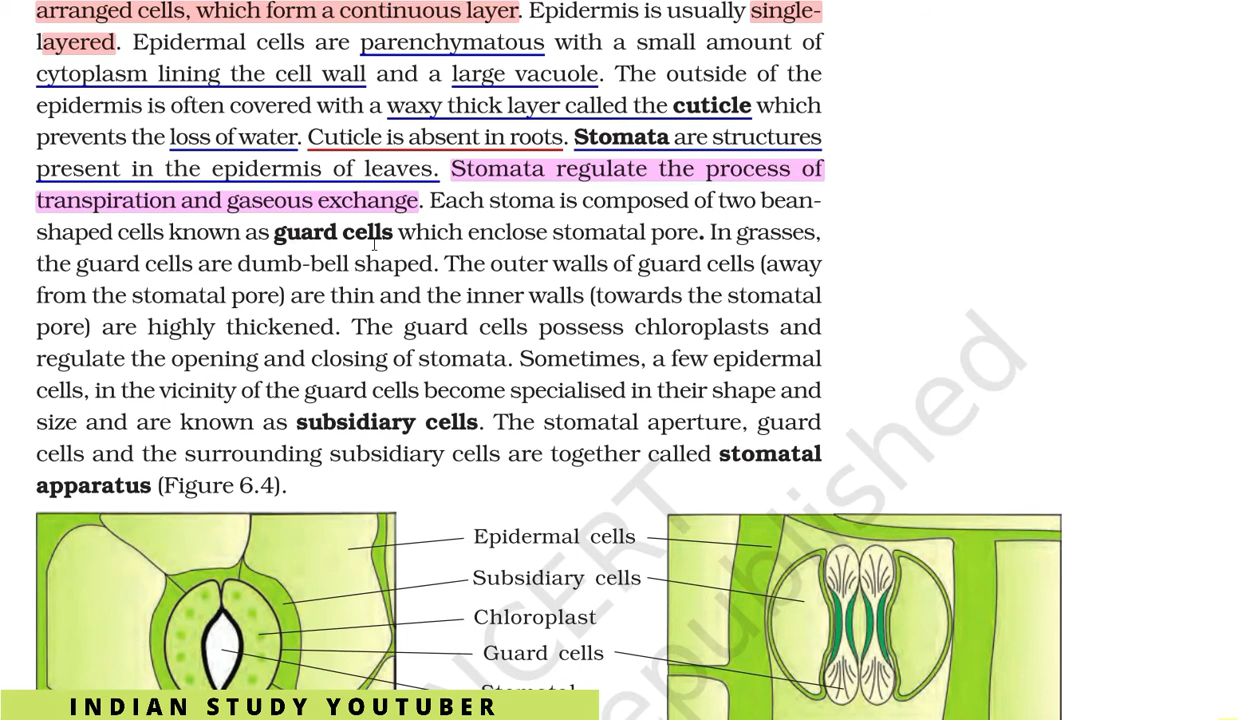 arranged cells, which form a continuous layer. Epidermis is usually single-
layered. Epidermal cells are parenchymatous with a small amount of
cytoplasm lining the cell wall and a large vacuole. The outside of the
epidermis is often covered with a waxy thick layer called the cuticle which
prevents the loss of water. Cuticle is absent in roots. Stomata are structures
present in the epidermis of leaves. Stomata regulate the process of
transpiration and gaseous exchange. Each stoma is composed of two bean-
shaped cells known as guard cells which enclose stomatal pore. In grasses,
the guard cells are dumb-bell shaped. The outer walls of guard cells (away
from the stomatal pore) are thin and the inner walls (towards the stomatal
pore) are highly thickened. The guard cells possess chloroplasts and
regulate the opening and closing of stomata. Sometimes, a few epidermal
cells, in the vicinity of the guard cells become specialised in their shape and
size and are known as subsidiary cells. The stomatal aperture, guard
cells and the surrounding subsidiary cells are together called stomatal
apparatus (Figure 6.4).
Epidermal cells
Subsidiary cells
Chloroplast
Guard cells
Stomatal
NCERT
republished
INDIAN STUDY YOUTUBER